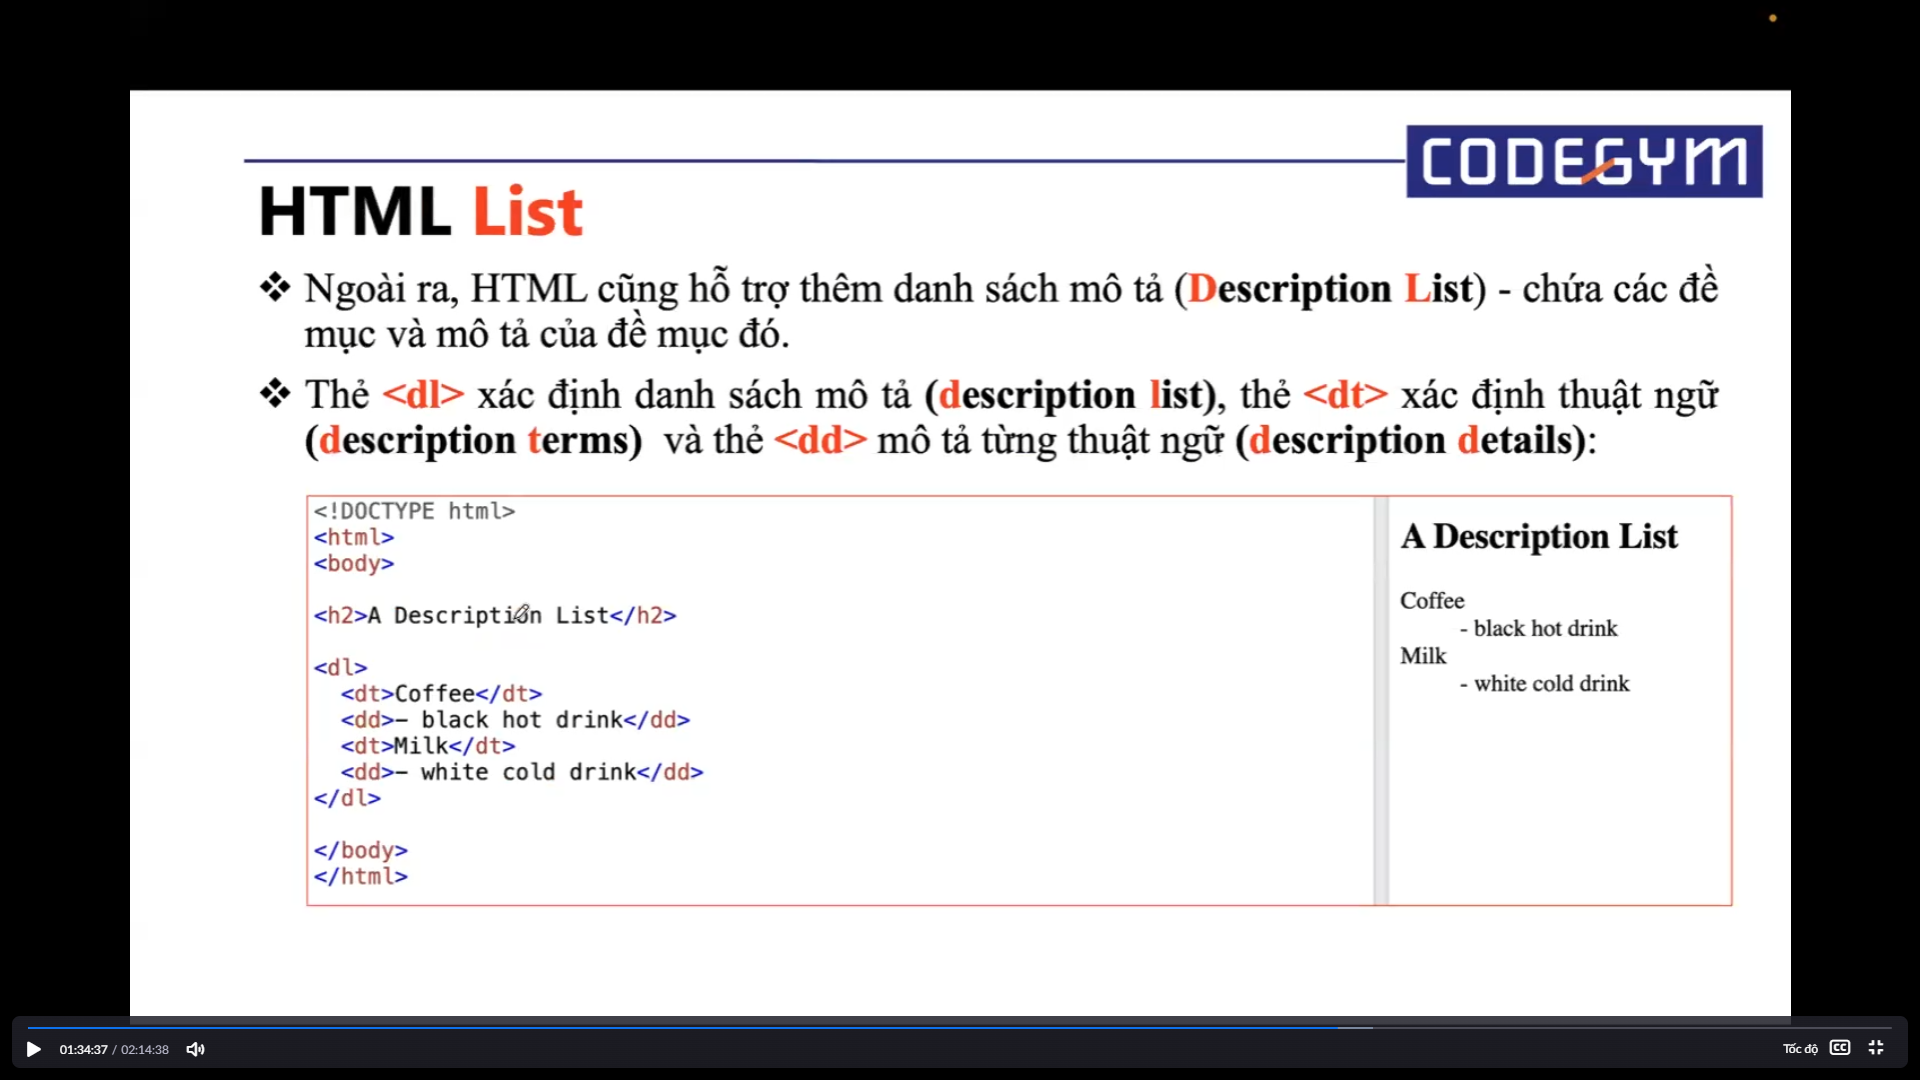 CODEGYM
HTML List
❖ Ngoài ra, HTML cũng hỗ trợ thêm danh sách mô tả (Description List) - chứa các đề
mục và mô tả của đề mục đó.
❖ Thẻ <dl> xác định danh sách mô tả (description list), thẻ <dt> xác định thuật ngữ
(description terms) và thẻ <dd> mô tả từng thuật ngữ (description details):
<!DOCTYPE html>
<html>
<body>
<h2>A Description List</h2>
<dl>
<dt>Coffee</dt>
<dd>- black hot drink</dd>
<dt>Milk</dt>
<dd>- white cold drink</dd>
</dl>
</body>
</html>
A Description List
Coffee
- black hot drink
Milk
- white cold drink
01:34:37 / 02:14:38
Tốc độ
CC